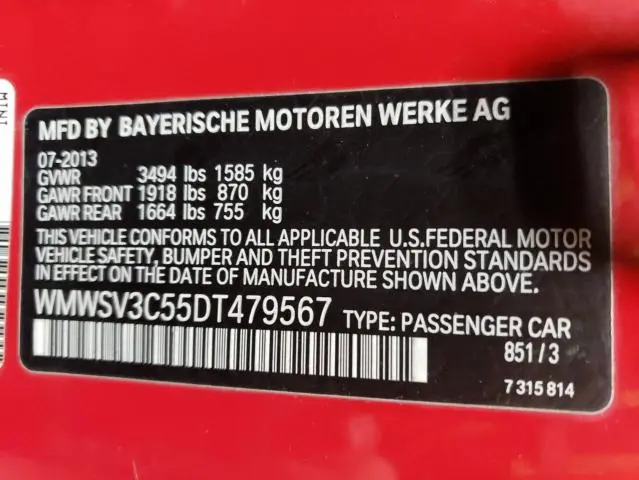 MINI
MFD BY BAYERISCHE MOTOREN WERKE AG
07-2013
GVWR 3494 lbs 1585 kg
GAWR FRONT 1918 lbs 870 kg
GAWR REAR 1664 lbs 755 kg
THIS VEHICLE CONFORMS TO ALL APPLICABLE U.S.FEDERAL MOTOR
VEHICLE SAFETY, BUMPER AND THEFT PREVENTION STANDARDS
IN EFFECT ON THE DATE OF MANUFACTURE SHOWN ABOVE.
WMWSV3C55DT479567 TYPE: PASSENGER CAR
851/3
7 315 814